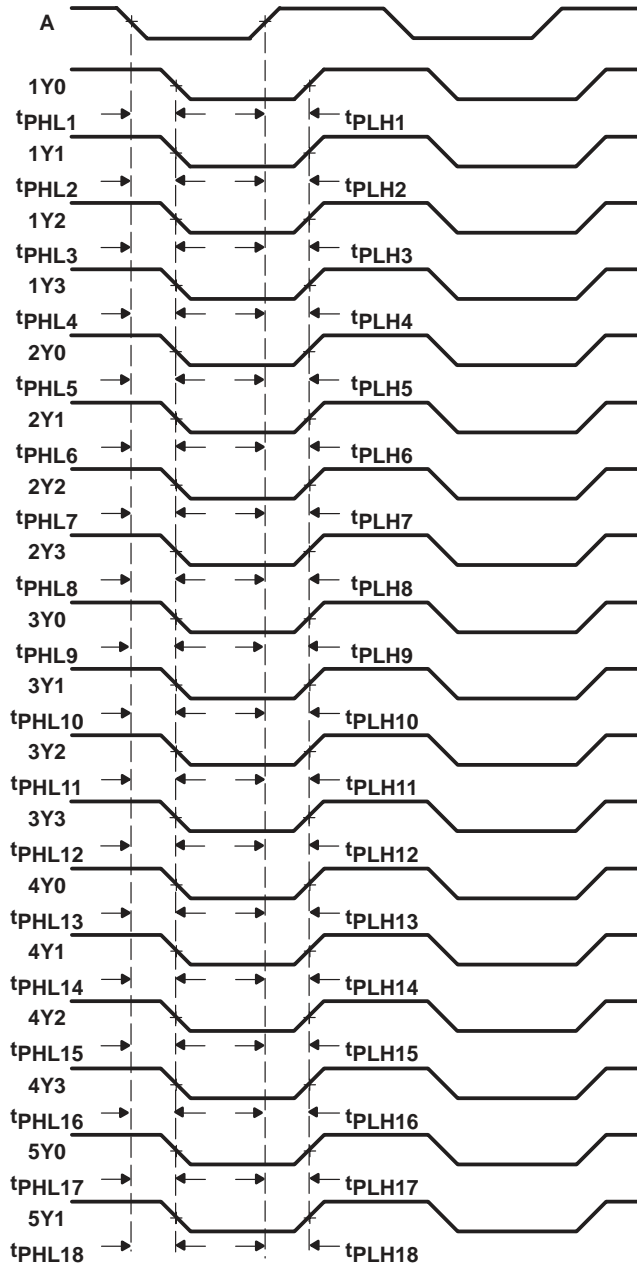 A
1Y0
tPHL1 tPLH1
1Y1
tPHL2 tPLH2
1Y2
tPHL3 tPLH3
1Y3
tPHL4 tPLH4
2Y0
tPHL5 tPLH5
2Y1
tPHL6 tPLH6
2Y2
tPHL7 tPLH7
2Y3
tPHL8 tPLH8
3Y0
tPHL9 tPLH9
3Y1
tPHL10 tPLH10
3Y2
tPHL11 tPLH11
3Y3
tPHL12 tPLH12
4Y0
tPHL13 tPLH13
4Y1
tPHL14 tPLH14
4Y2
tPHL15 tPLH15
4Y3
tPHL16 tPLH16
5Y0
tPHL17 tPLH17
5Y1
tPHL18 tPLH18